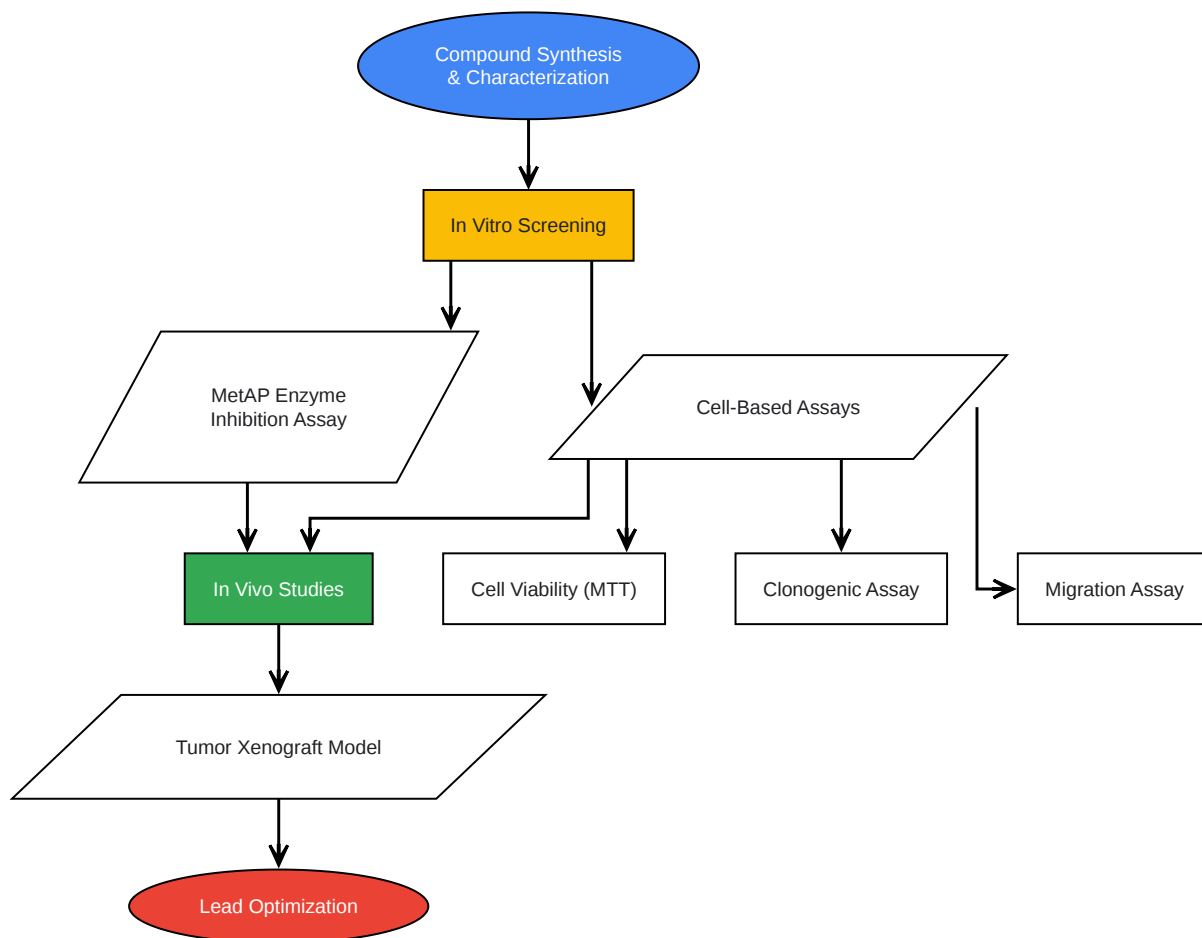 Compound Synthesis
& Characterization
In Vitro Screening
MetAP Enzyme
Inhibition Assay
Cell-Based Assays
In Vivo Studies
Cell Viability (MTT)
Clonogenic Assay
Migration Assay
Tumor Xenograft Model
Lead Optimization